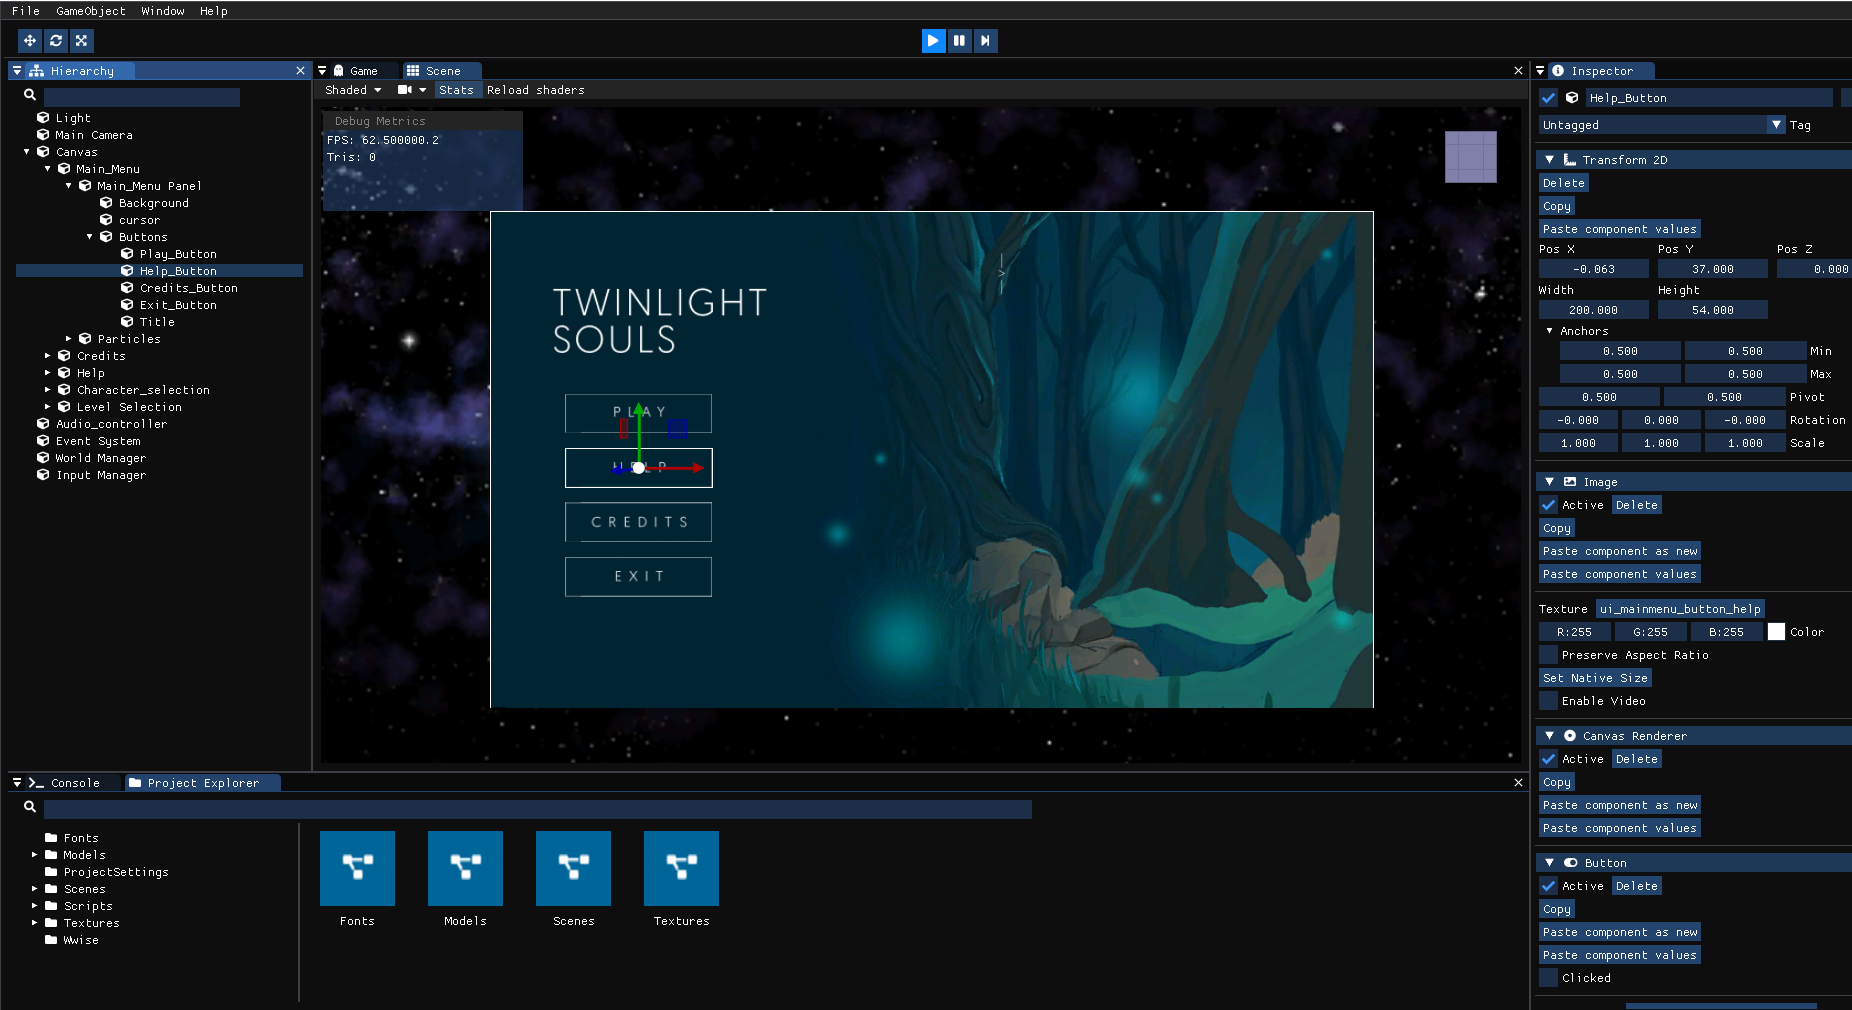 File GameObject Window Help
Hierarchy
Light
Main Camera
Canvas
Main_Menu
Main_Menu Panel
Background
cursor
Buttons
Play_Button
Help_Button
Credits_Button
Exit_Button
Title
Particles
Credits
Help
Character_selection
Level Selection
Audio_controller
Event System
World Manager
Input Manager
Game Scene
Shaded Stats Reload shaders
Debug Metrics
FPS: 62.500000.2
Tris: 0
TWINLIGHT
SOULS
PLAY
HELP
CREDITS
EXIT
Console Project Explorer
Fonts
Models
ProjectSettings
Scenes
Scripts
Textures
Wwise
Fonts Models Scenes Textures
Inspector
Help_Button
Untagged Tag
Transform 2D
Delete
Copy
Paste component values
Pos X Pos Y Pos Z
-0.063 37.000 0.000
Width Height
200.000 54.000
Anchors
0.500 0.500 Min
0.500 0.500 Max
0.500 0.500 Pivot
-0.000 0.000 -0.000 Rotation
1.000 1.000 1.000 Scale
Image
Active Delete
Copy
Paste component as new
Paste component values
Texture ui_mainmenu_button_help
R:255 G:255 B:255 Color
Preserve Aspect Ratio
Set Native Size
Enable Video
Canvas Renderer
Active Delete
Copy
Paste component as new
Paste component values
Button
Active Delete
Copy
Paste component as new
Paste component values
Clicked